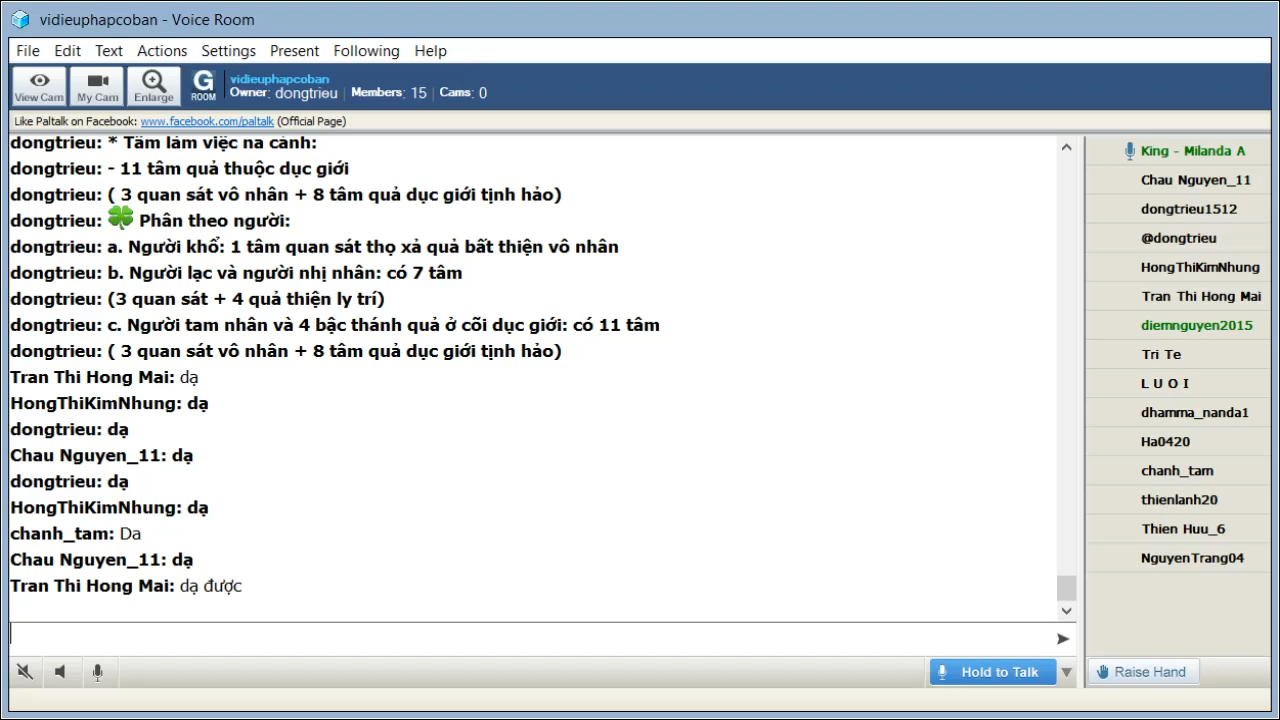 vidieuphapcoban - Voice Room
File Edit Text Actions Settings Present Following Help
View Cam My Cam Enlarge G ROOM vidieuphapcoban
Owner: dongtrieu | Members: 15 | Cams: 0
Like Paltalk on Facebook: www.facebook.com/paltalk (Official Page)
dongtrieu: * Tâm làm việc na cảnh:
dongtrieu: - 11 tâm quả thuộc dục giới
dongtrieu: ( 3 quan sát vô nhân + 8 tâm quả dục giới tịnh hảo)
dongtrieu: Phân theo người:
dongtrieu: a. Người khổ: 1 tâm quan sát thọ xả quả bất thiện vô nhân
dongtrieu: b. Người lạc và người nhị nhân: có 7 tâm
dongtrieu: (3 quan sát + 4 quả thiện ly trí)
dongtrieu: c. Người tam nhân và 4 bậc thánh quả ở cõi dục giới: có 11 tâm
dongtrieu: ( 3 quan sát vô nhân + 8 tâm quả dục giới tịnh hảo)
Tran Thi Hong Mai: dạ
HongThiKimNhung: dạ
dongtrieu: dạ
Chau Nguyen_11: dạ
dongtrieu: dạ
HongThiKimNhung: dạ
chanh_tam: Da
Chau Nguyen_11: dạ
Tran Thi Hong Mai: dạ được
King - Milanda A
Chau Nguyen_11
dongtrieu1512
@dongtrieu
HongThiKimNhung
Tran Thi Hong Mai
diemnguyen2015
Tri Te
L U O I
dhamma_nanda1
Ha0420
chanh_tam
thienlanh20
Thien Huu_6
NguyenTrang04
Hold to Talk
Raise Hand